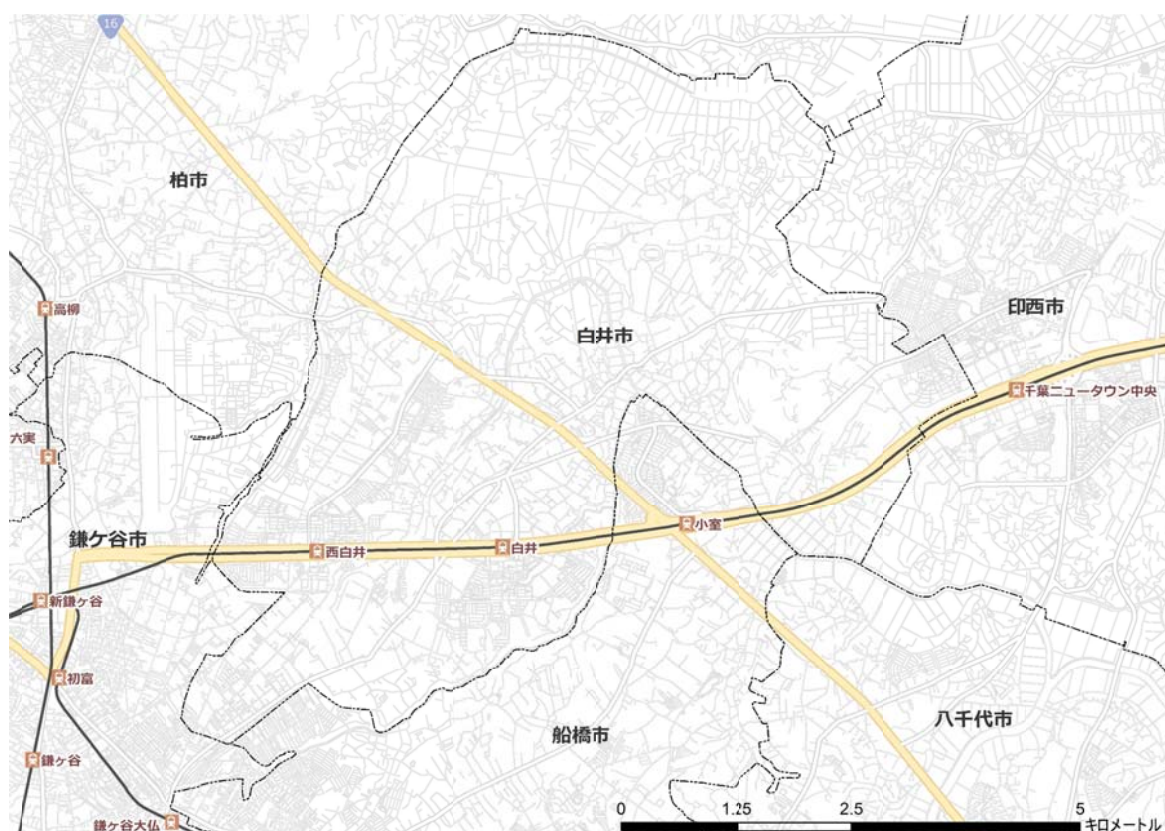 16
柏市
高柳
白井市
印西市
千葉ニュータウン中央
六実
小室
鎌ケ谷市
西白井
白井
新鎌ヶ谷
初富
船橋市
八千代市
鎌ヶ谷
鎌ヶ谷大仏
0
1.25
2.5
5
キロメートル